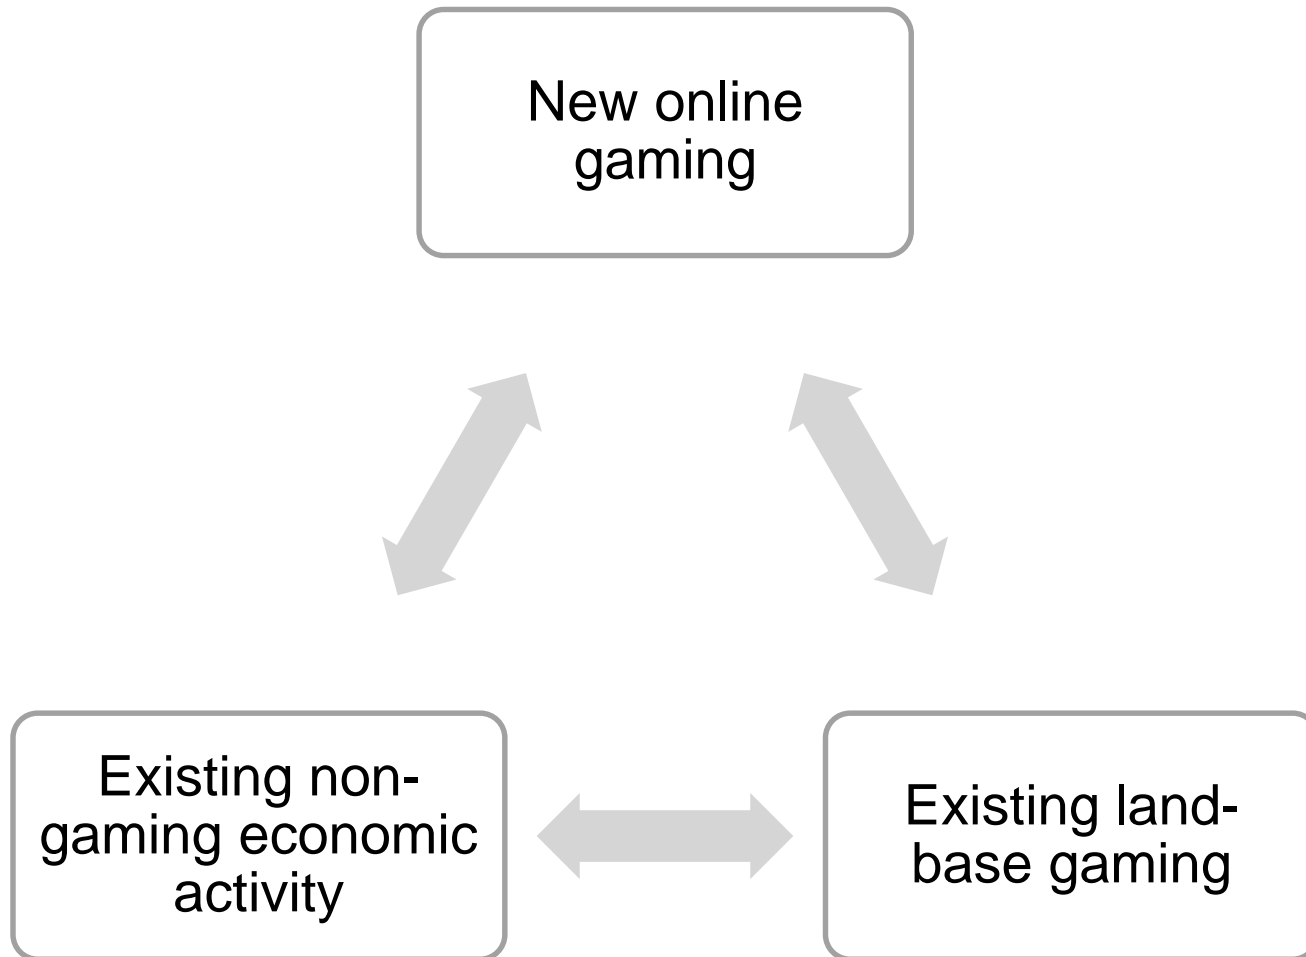 New online
gaming
Existing non-
gaming economic
activity
Existing land-
base gaming